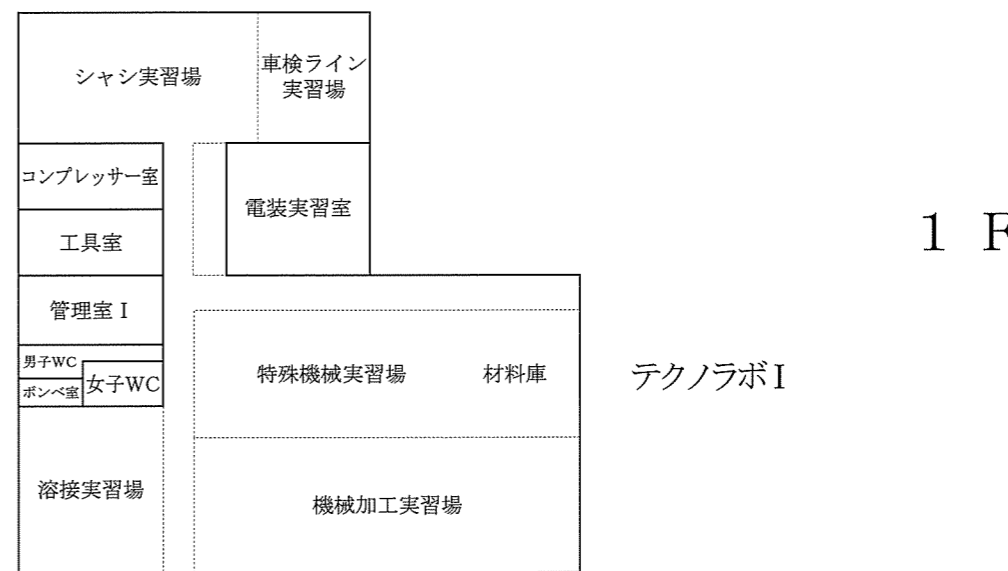 シャシ実習場
車検ライン
実習場
コンプレッサー室
電装実習室
工具室
1 F
管理室 I
男子WC
ボンベ室
女子WC
特殊機械実習場
材料庫
テクノラボ I
溶接実習場
機械加工実習場